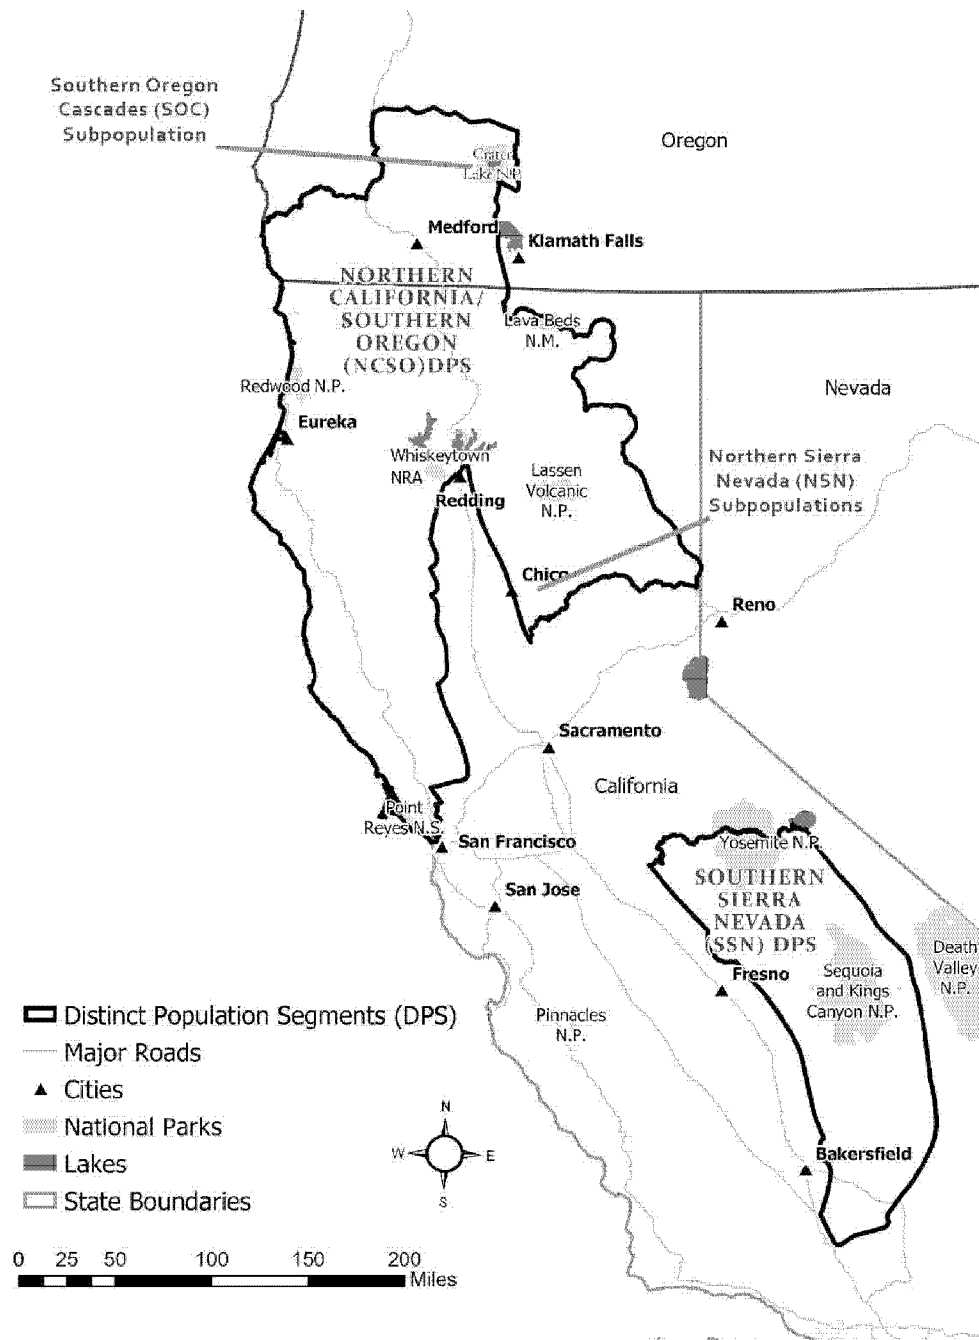 Southern Oregon
Cascades (SOC)
Subpopulation
Oregon
Crater
Lake N.P.
Medford
Klamath Falls
NORTHERN
CALIFORNIA/
SOUTHERN
OREGON
(NCSO)DPS
Lava Beds
N.M.
Redwood N.P.
Nevada
Eureka
Whiskeytown
NRA
Redding
Lassen
Volcanic
N.P.
Northern Sierra
Nevada (NSN)
Subpopulations
Chico
Reno
Sacramento
California
Point
Reyes N.S.
San Francisco
Yosemite N.P.
San Jose
SOUTHERN
SIERRA
NEVADA
(SSN) DPS
Fresno
Sequoia
and Kings
Canyon N.P.
Death
Valley
N.P.
Pinnacles
N.P.
Bakersfield
Distinct Population Segments (DPS)
Major Roads
Cities
National Parks
Lakes
State Boundaries
N
W E
S
0 25 50 100 150 200
Miles